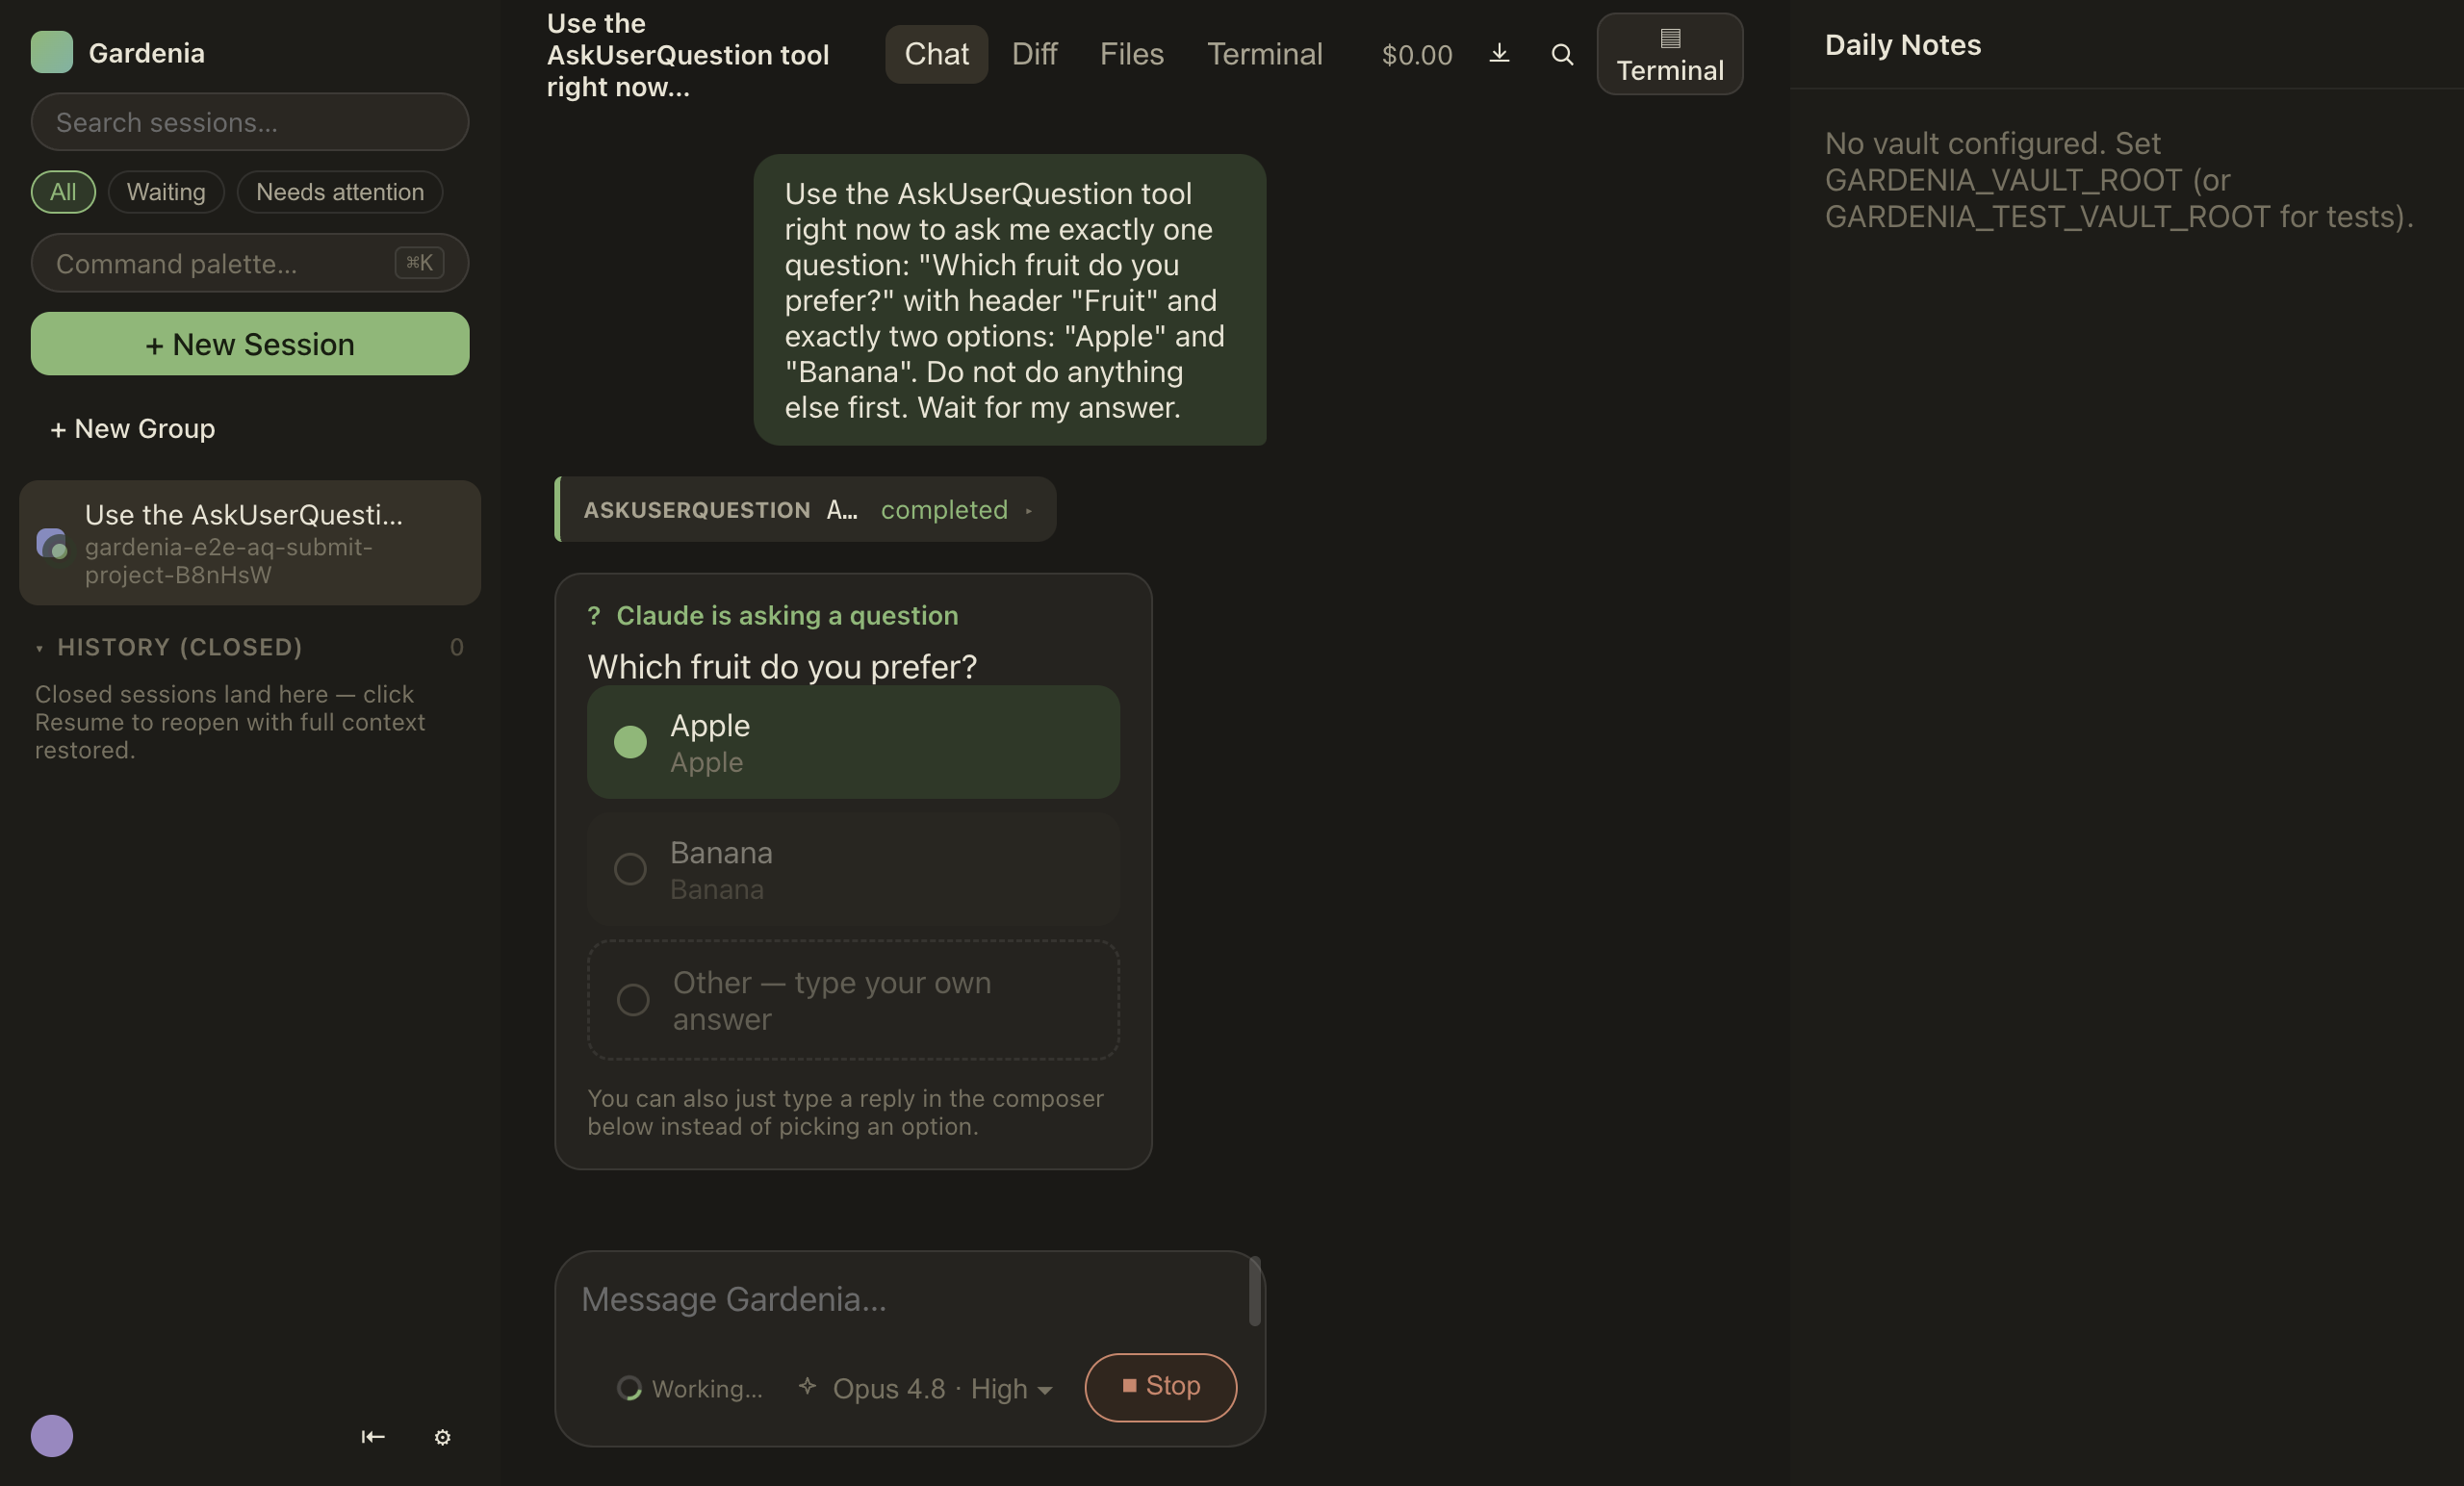 Gardenia
Search sessions...
All
Waiting
Needs attention
Command palette...
⌘K
+ New Session
+ New Group
Use the AskUserQuesti...
gardenia-e2e-aq-submit-
project-B8nHsW
HISTORY (CLOSED)
0
Closed sessions land here — click
Resume to reopen with full context
restored.
Use the
AskUserQuestion tool
right now...
Chat
Diff
Files
Terminal
$0.00
Terminal
Use the AskUserQuestion tool
right now to ask me exactly one
question: "Which fruit do you
prefer?" with header "Fruit" and
exactly two options: "Apple" and
"Banana". Do not do anything
else first. Wait for my answer.
ASKUSERQUESTION A... completed
? Claude is asking a question
Which fruit do you prefer?
Apple
Apple
Banana
Banana
Other — type your own
answer
You can also just type a reply in the composer
below instead of picking an option.
Message Gardenia...
Working...
Opus 4.8 · High
Stop
Daily Notes
No vault configured. Set
GARDENIA_VAULT_ROOT (or
GARDENIA_TEST_VAULT_ROOT for tests).